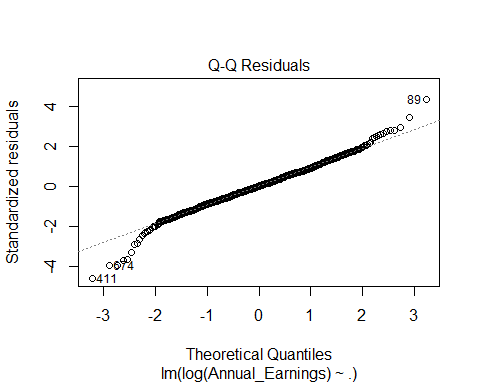 Q-Q Residuals
Standardized residuals
4
2
0
-2
-4
89
674
411
-3 -2 -1 0 1 2 3
Theoretical Quantiles
lm(log(Annual_Earnings) ~ .)